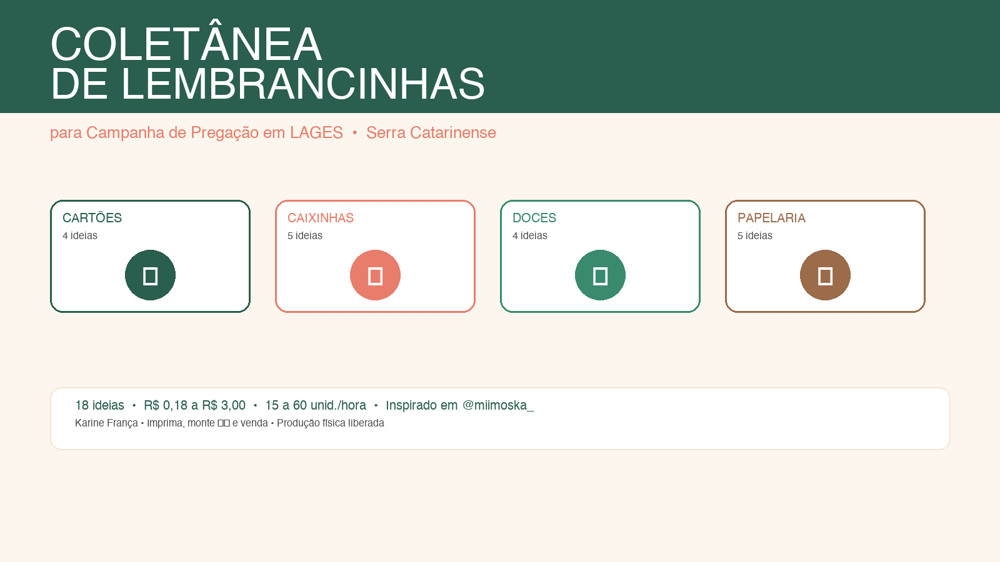 COLETÂNEA
DE LEMBRANCINHAS
para Campanha de Pregação em LAGES • Serra Catarinense
CARTÕES
4 ideias
CAIXINHAS
5 ideias
DOCES
4 ideias
PAPELARIA
5 ideias
18 ideias • R$ 0,18 a R$ 3,00 • 15 a 60 unid./hora • Inspirado em @miimoska_
Karine França • Imprima, monte □□ e venda • Produção física liberada